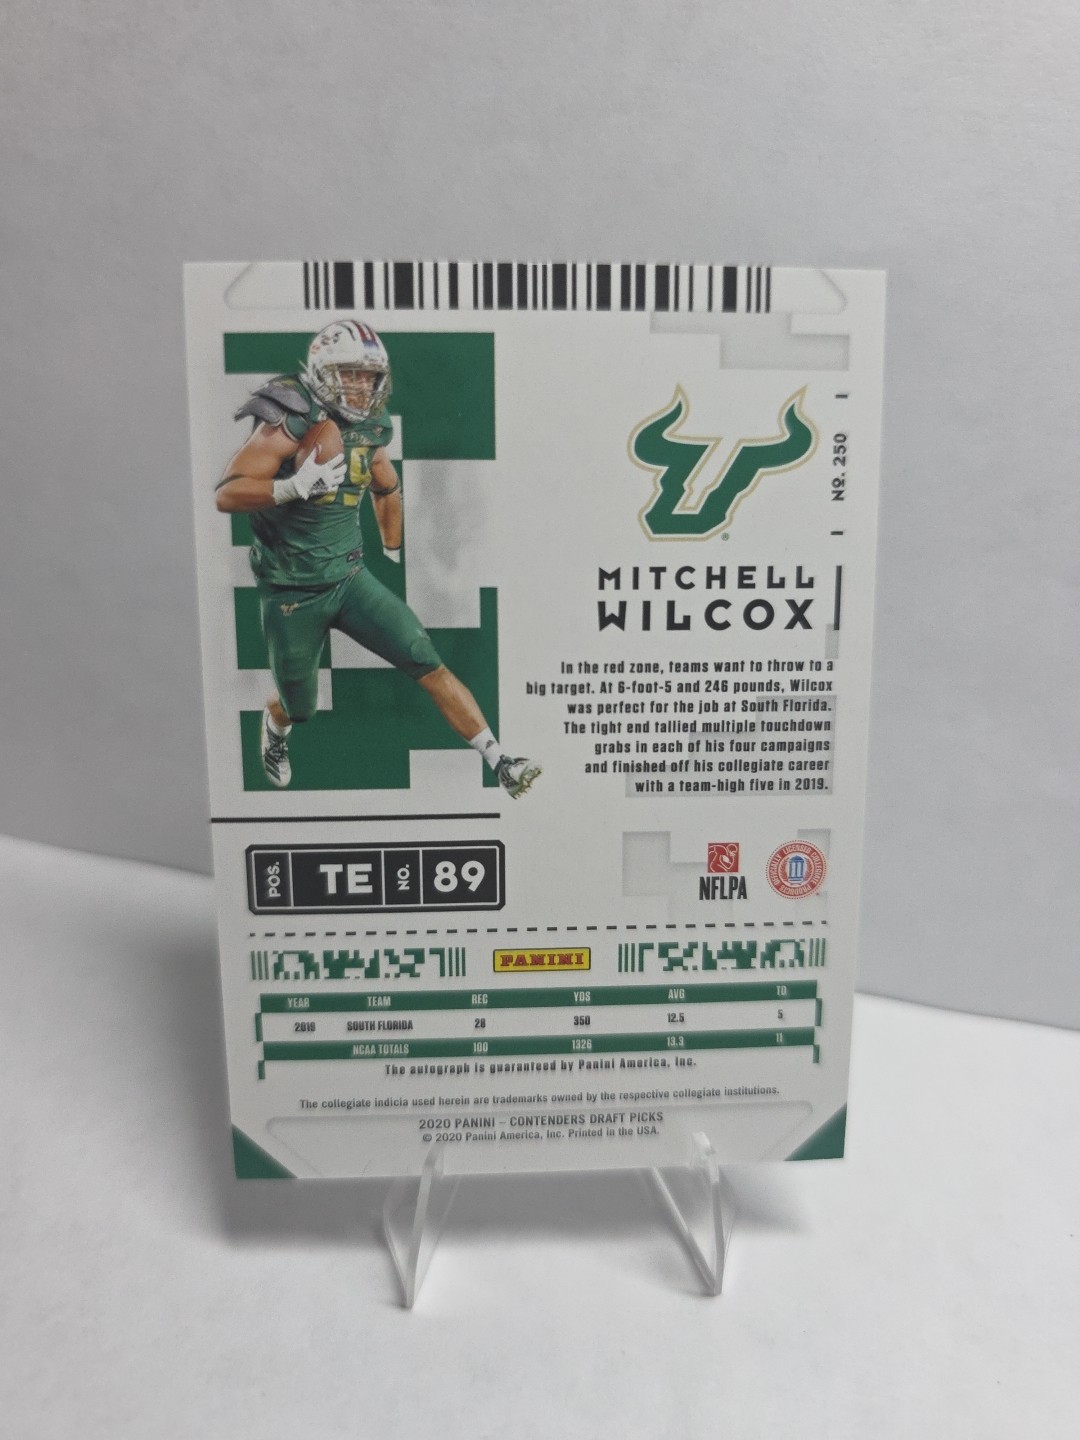 No. 250
MITCHELL
WILCOX
In the red zone, teams want to throw to a
big target. At 6-foot-5 and 246 pounds, Wilcox
was perfect for the job at South Florida.
The tight end tallied multiple touchdown
grabs in each of his four campaigns
and finished off his collegiate career
with a team-high five in 2019.
POS. TE NO. 89
NFLPA
OFFICIALLY LICENSED COLLEGIATE PRODUCTS
PANINI
YEAR TEAM REC YDS AVG TD
2019 SOUTH FLORIDA 28 350 12.5 5
NCAA TOTALS 100 1326 13.3 11
The autograph is guaranteed by Panini America, Inc.
The collegiate indicia used herein are trademarks owned by the respective collegiate institutions.
2020 PANINI – CONTENDERS DRAFT PICKS
© 2020 Panini America, Inc. Printed in the USA.